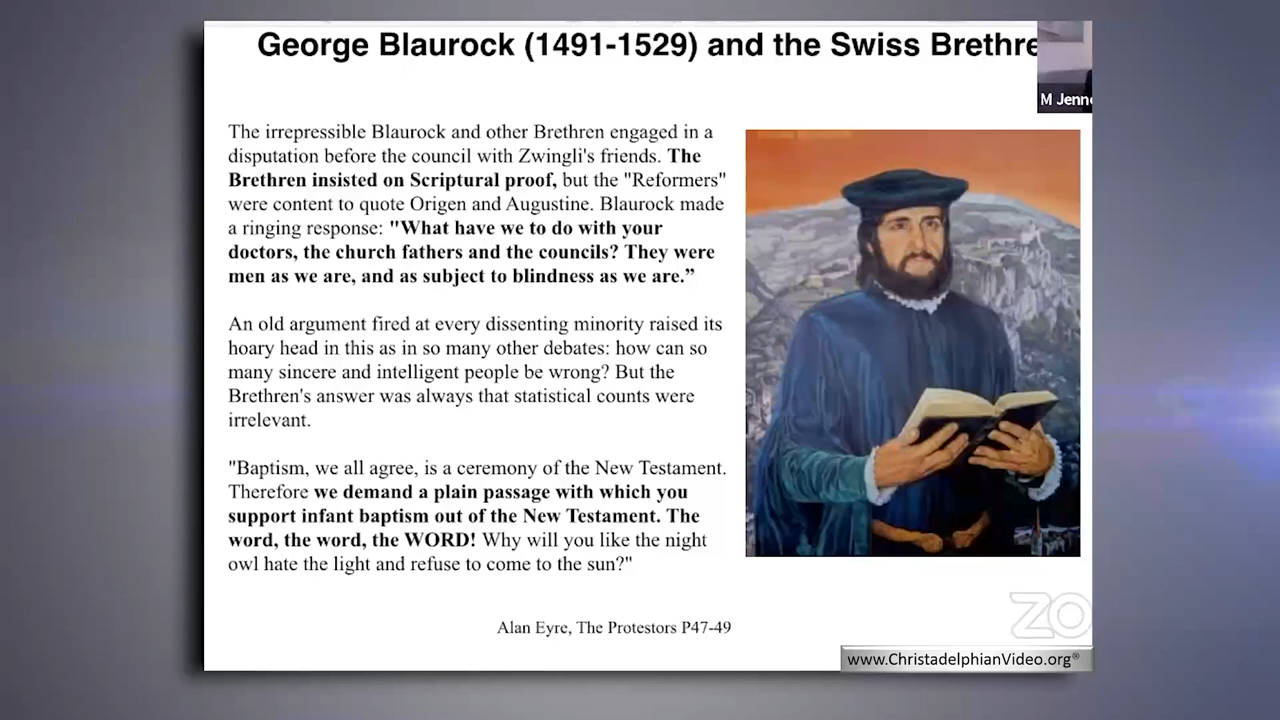 George Blaurock (1491-1529) and the Swiss Brethre
M Jenn
The irrepressible Blaurock and other Brethren engaged in a
disputation before the council with Zwingli's friends. The
Brethren insisted on Scriptural proof, but the "Reformers"
were content to quote Origen and Augustine. Blaurock made
a ringing response: "What have we to do with your
doctors, the church fathers and the councils? They were
men as we are, and as subject to blindness as we are.”
An old argument fired at every dissenting minority raised its
hoary head in this as in so many other debates: how can so
many sincere and intelligent people be wrong? But the
Brethren's answer was always that statistical counts were
irrelevant.
"Baptism, we all agree, is a ceremony of the New Testament.
Therefore we demand a plain passage with which you
support infant baptism out of the New Testament. The
word, the word, the WORD! Why will you like the night
owl hate the light and refuse to come to the sun?"
Alan Eyre, The Protestors P47-49
ZO
www.ChristadelphianVideo.org®